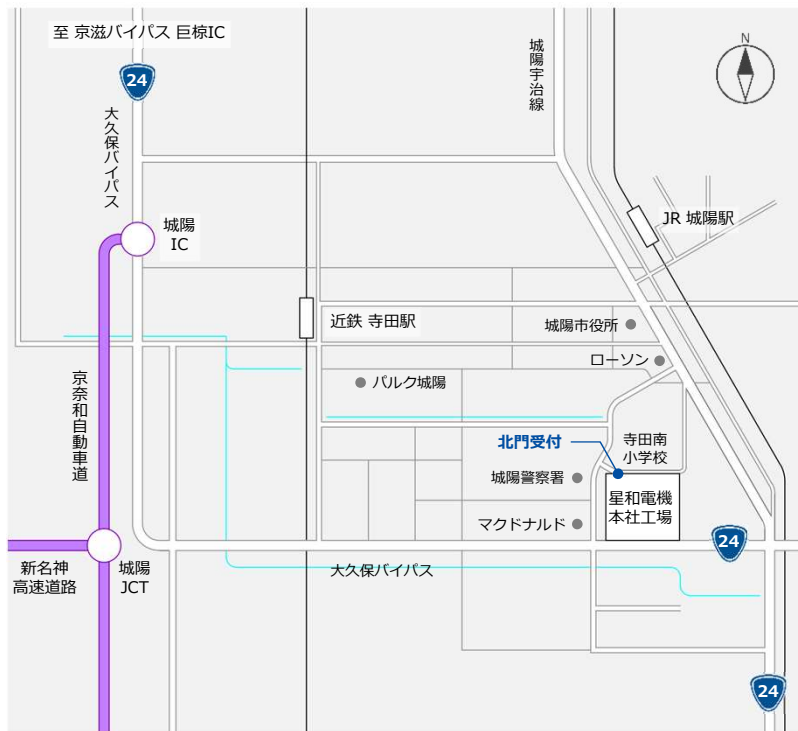 至 京滋バイパス 巨椋IC
24
大久保バイパス
城陽宇治線
N
JR 城陽駅
城陽
IC
近鉄 寺田駅
城陽市役所
ローソン
パルク城陽
京奈和自動車道
北門受付
寺田南
小学校
城陽警察署
星和電機
本社工場
マクドナルド
24
新名神
高速道路
城陽
JCT
大久保バイパス
24